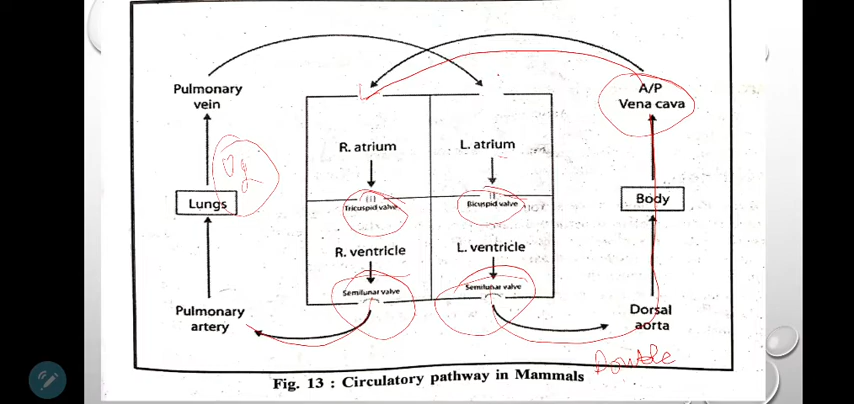 Pulmonary
vein
A/P
Vena cava
R. atrium
L. atrium
Lungs
Tricuspid valve
Bicuspid valve
Body
R. ventricle
L. ventricle
Semilunar valve
Semilunar valve
Pulmonary
artery
Dorsal
aorta
Double
Fig. 13 : Circulatory pathway in Mammals